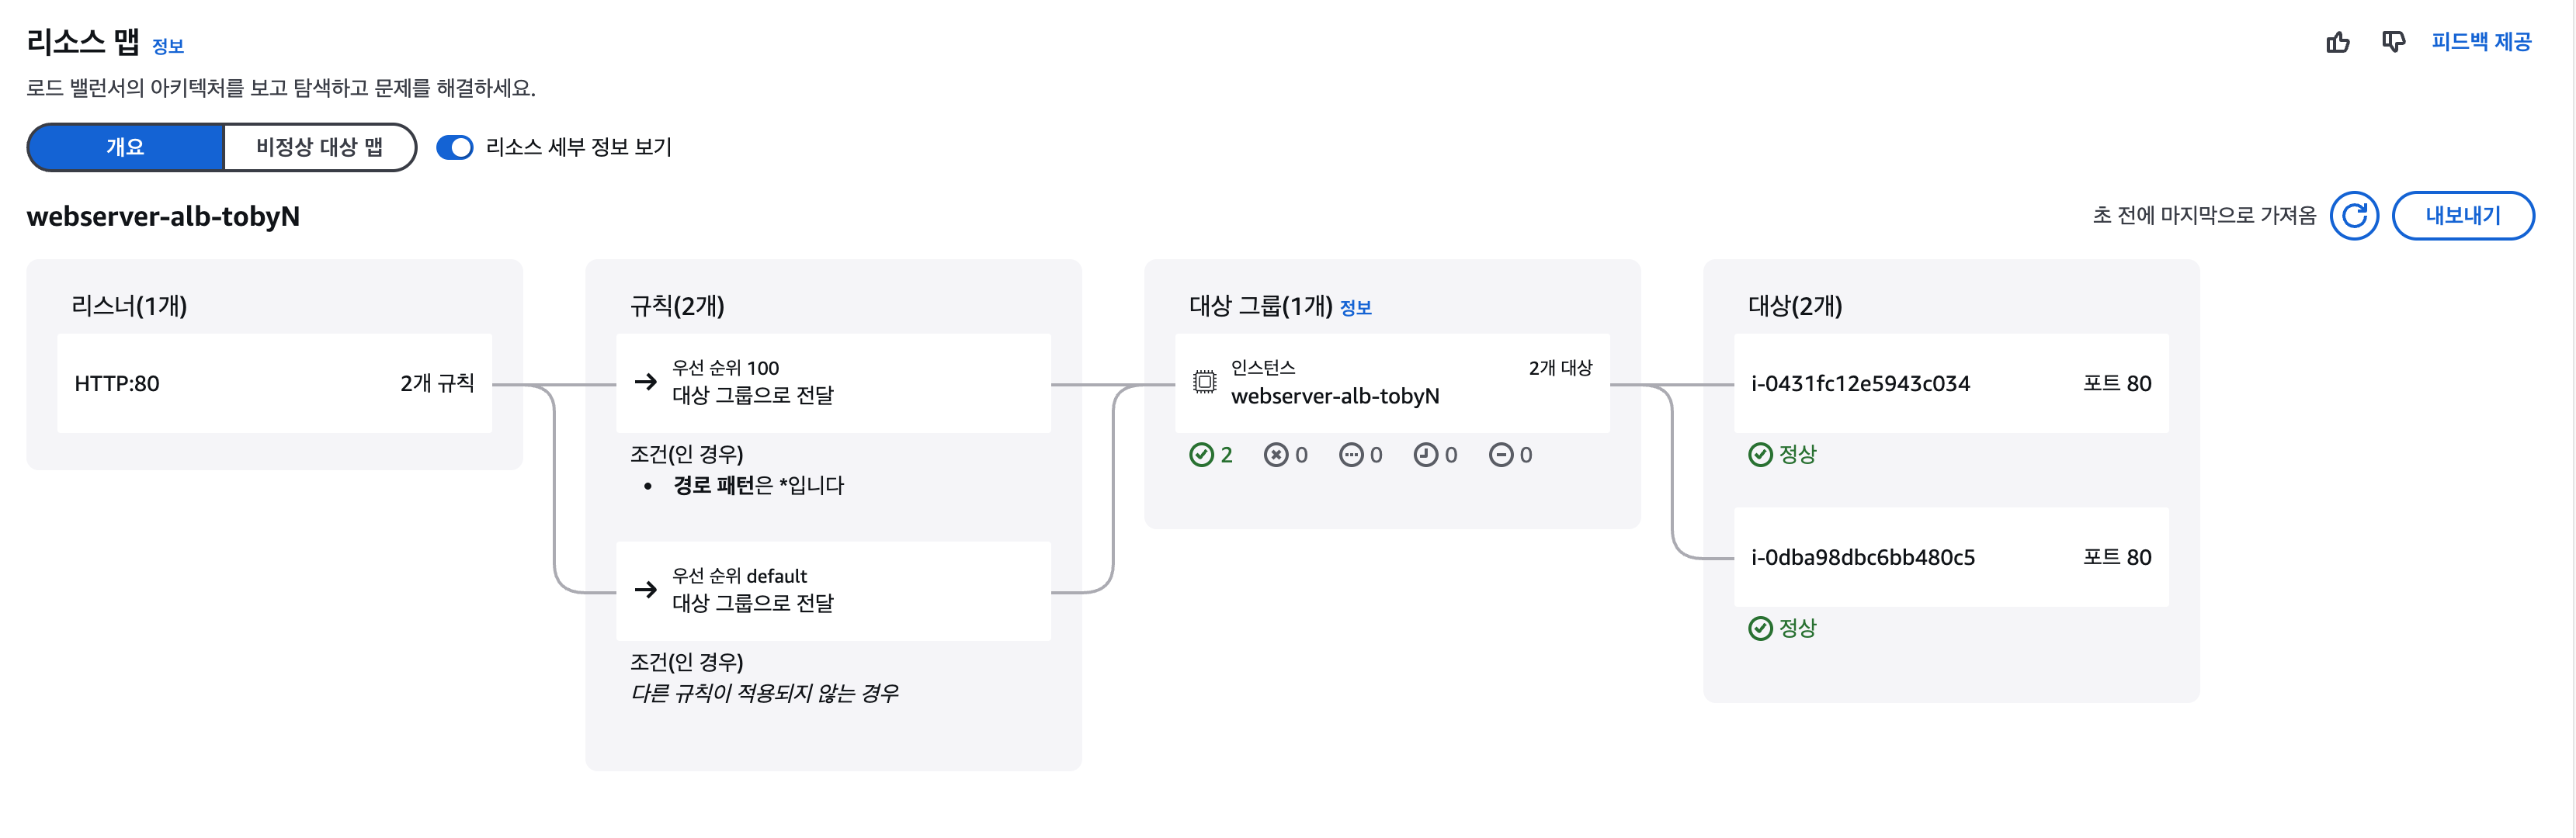 리소스 맵 정보
피드백 제공
로드 밸런서의 아키텍처를 보고 탐색하고 문제를 해결하세요.
개요
비정상 대상 맵
리소스 세부 정보 보기
webserver-alb-tobyN
초 전에 마지막으로 가져옴
내보내기
리스너(1개)
HTTP:80
2개 규칙
규칙(2개)
우선 순위 100
대상 그룹으로 전달
조건(인 경우)
• 경로 패턴은 *입니다
우선 순위 default
대상 그룹으로 전달
조건(인 경우)
다른 규칙이 적용되지 않는 경우
대상 그룹(1개) 정보
인스턴스
2개 대상
webserver-alb-tobyN
2 0 0 0 0
대상(2개)
i-0431fc12e5943c034
포트 80
정상
i-0dba98dbc6bb480c5
포트 80
정상